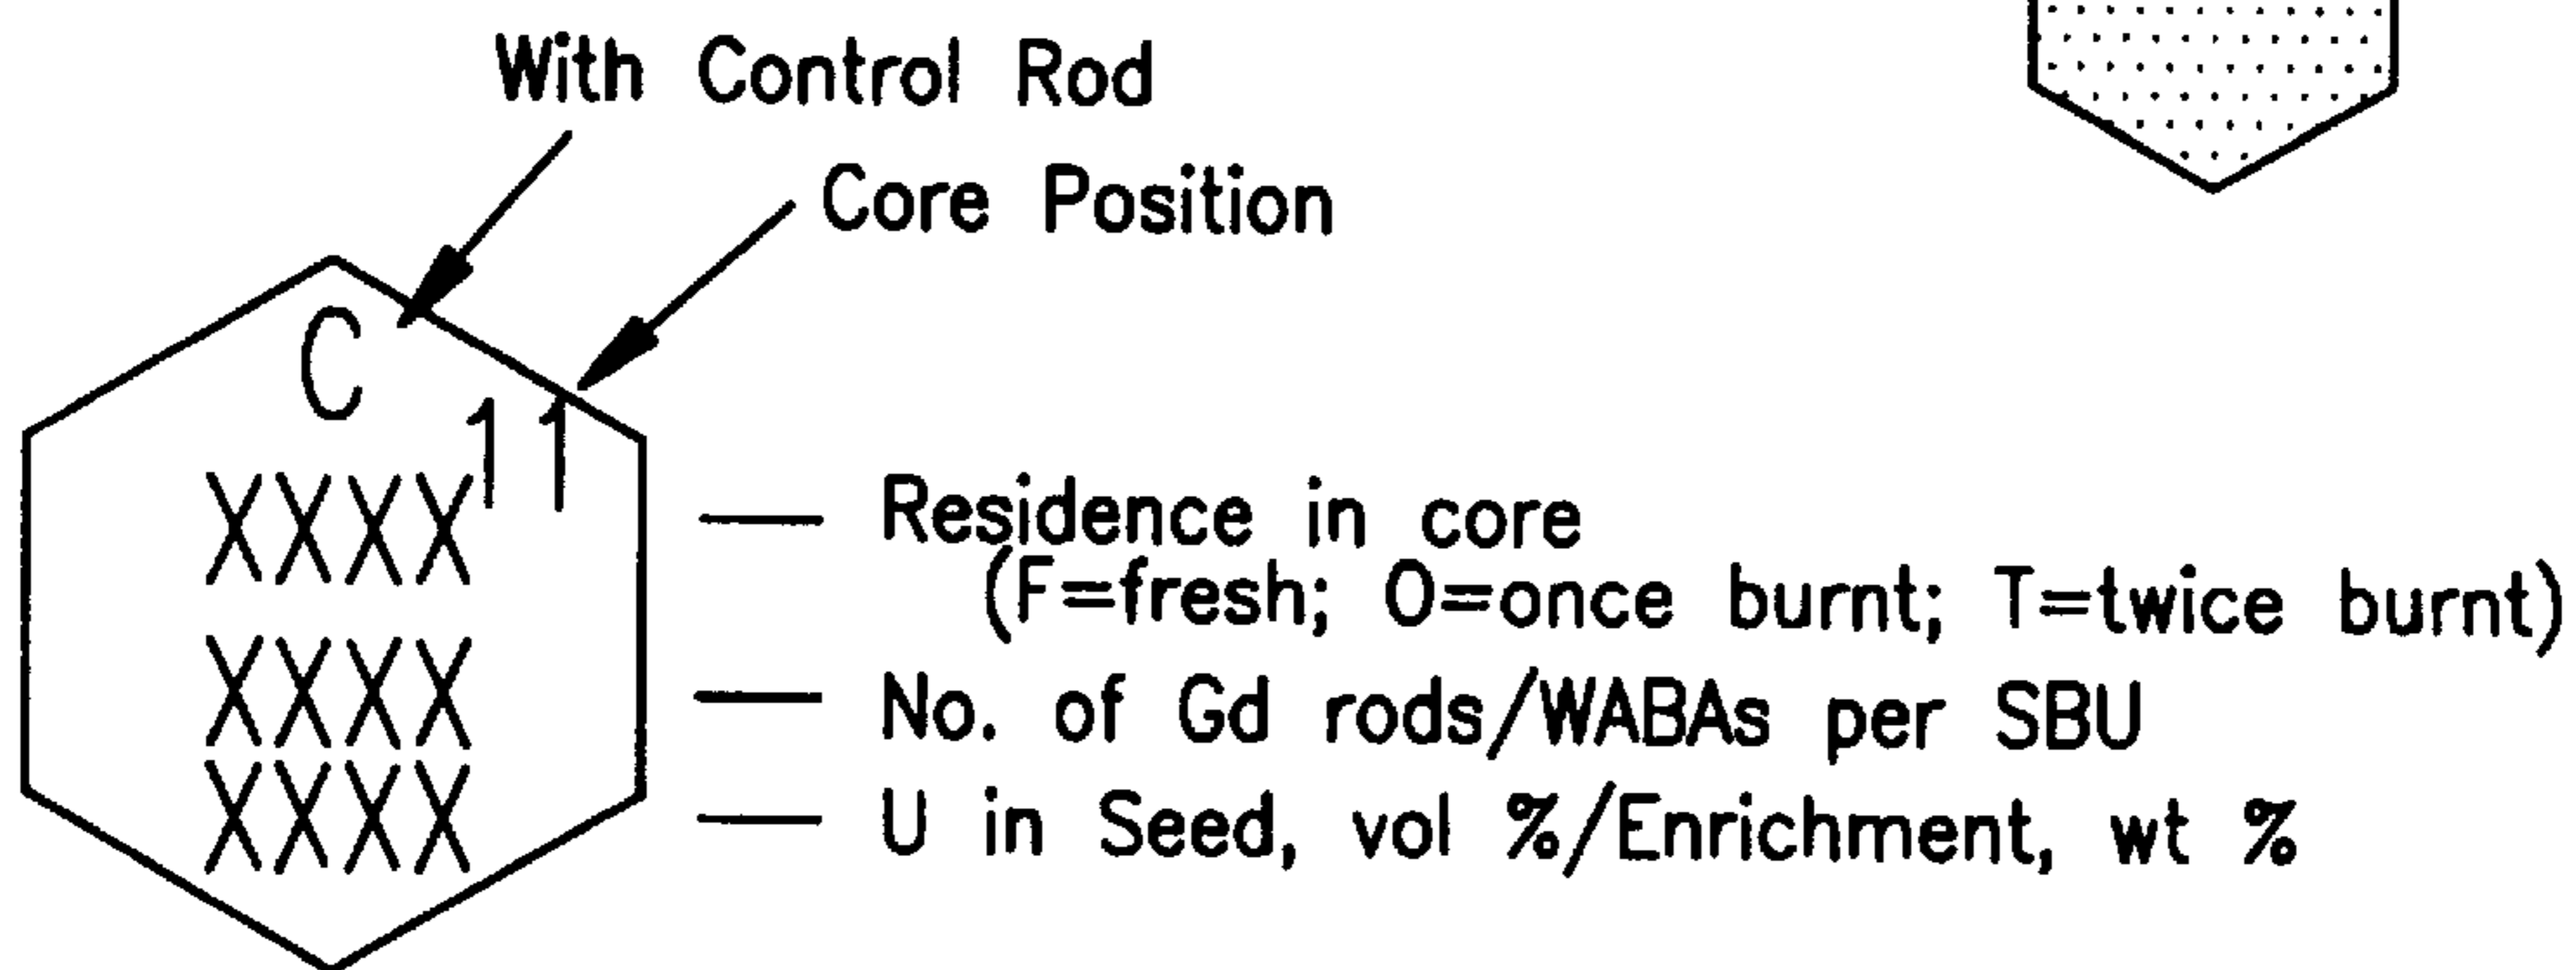 With Control Rod
Core Position
C
11
XXXX
Residence in core
(F=fresh; O=once burnt; T=twice burnt)
XXXX
No. of Gd rods/WABAs per SBU
XXXX
U in Seed, vol %/Enrichment, wt %